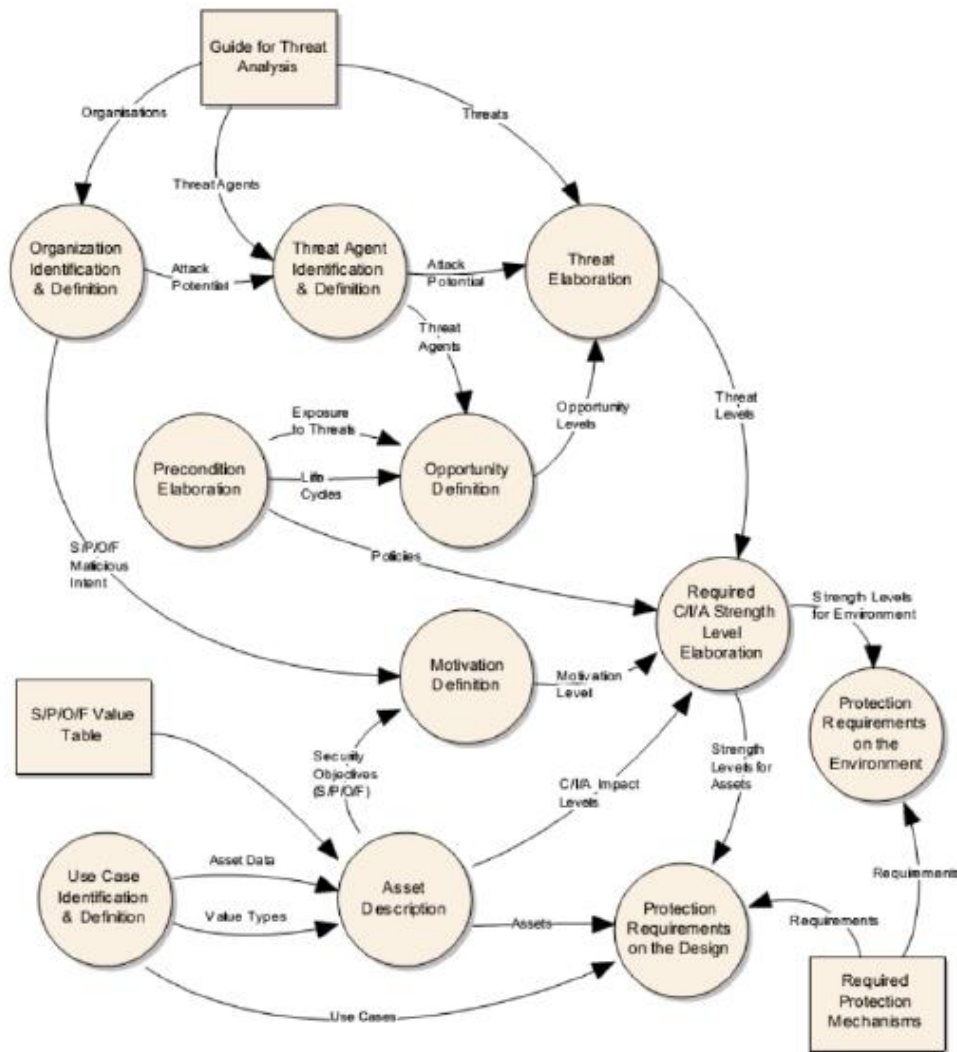 Guide for Threat
Analysis
Organisations
Threats
Threat Agents
Organization
Identification
& Definition
Attack
Potential
Threat Agent
Identification
& Definition
Attack
Potential
Threat
Elaboration
Threat
Agents
Threat
Levels
Opportunity
Levels
Exposure
to Threats
Precondition
Elaboration
Life
Cycles
Opportunity
Definition
Policies
S/P/O/F
Malicious
Intent
Required
C/I/A Strength
Level
Elaboration
Strength Levels
for Environment
Motivation
Definition
Motivation
Level
S/P/O/F Value
Table
Protection
Requirements
on the
Environment
Security
Objectives
(S/P/O/F)
C/I/A Impact
Levels
Strength
Levels for
Assets
Use Case
Identification
& Definition
Asset Data
Value Types
Asset
Description
Assets
Protection
Requirements
on the Design
Requirements
Requirements
Use Cases
Required
Protection
Mechanisms